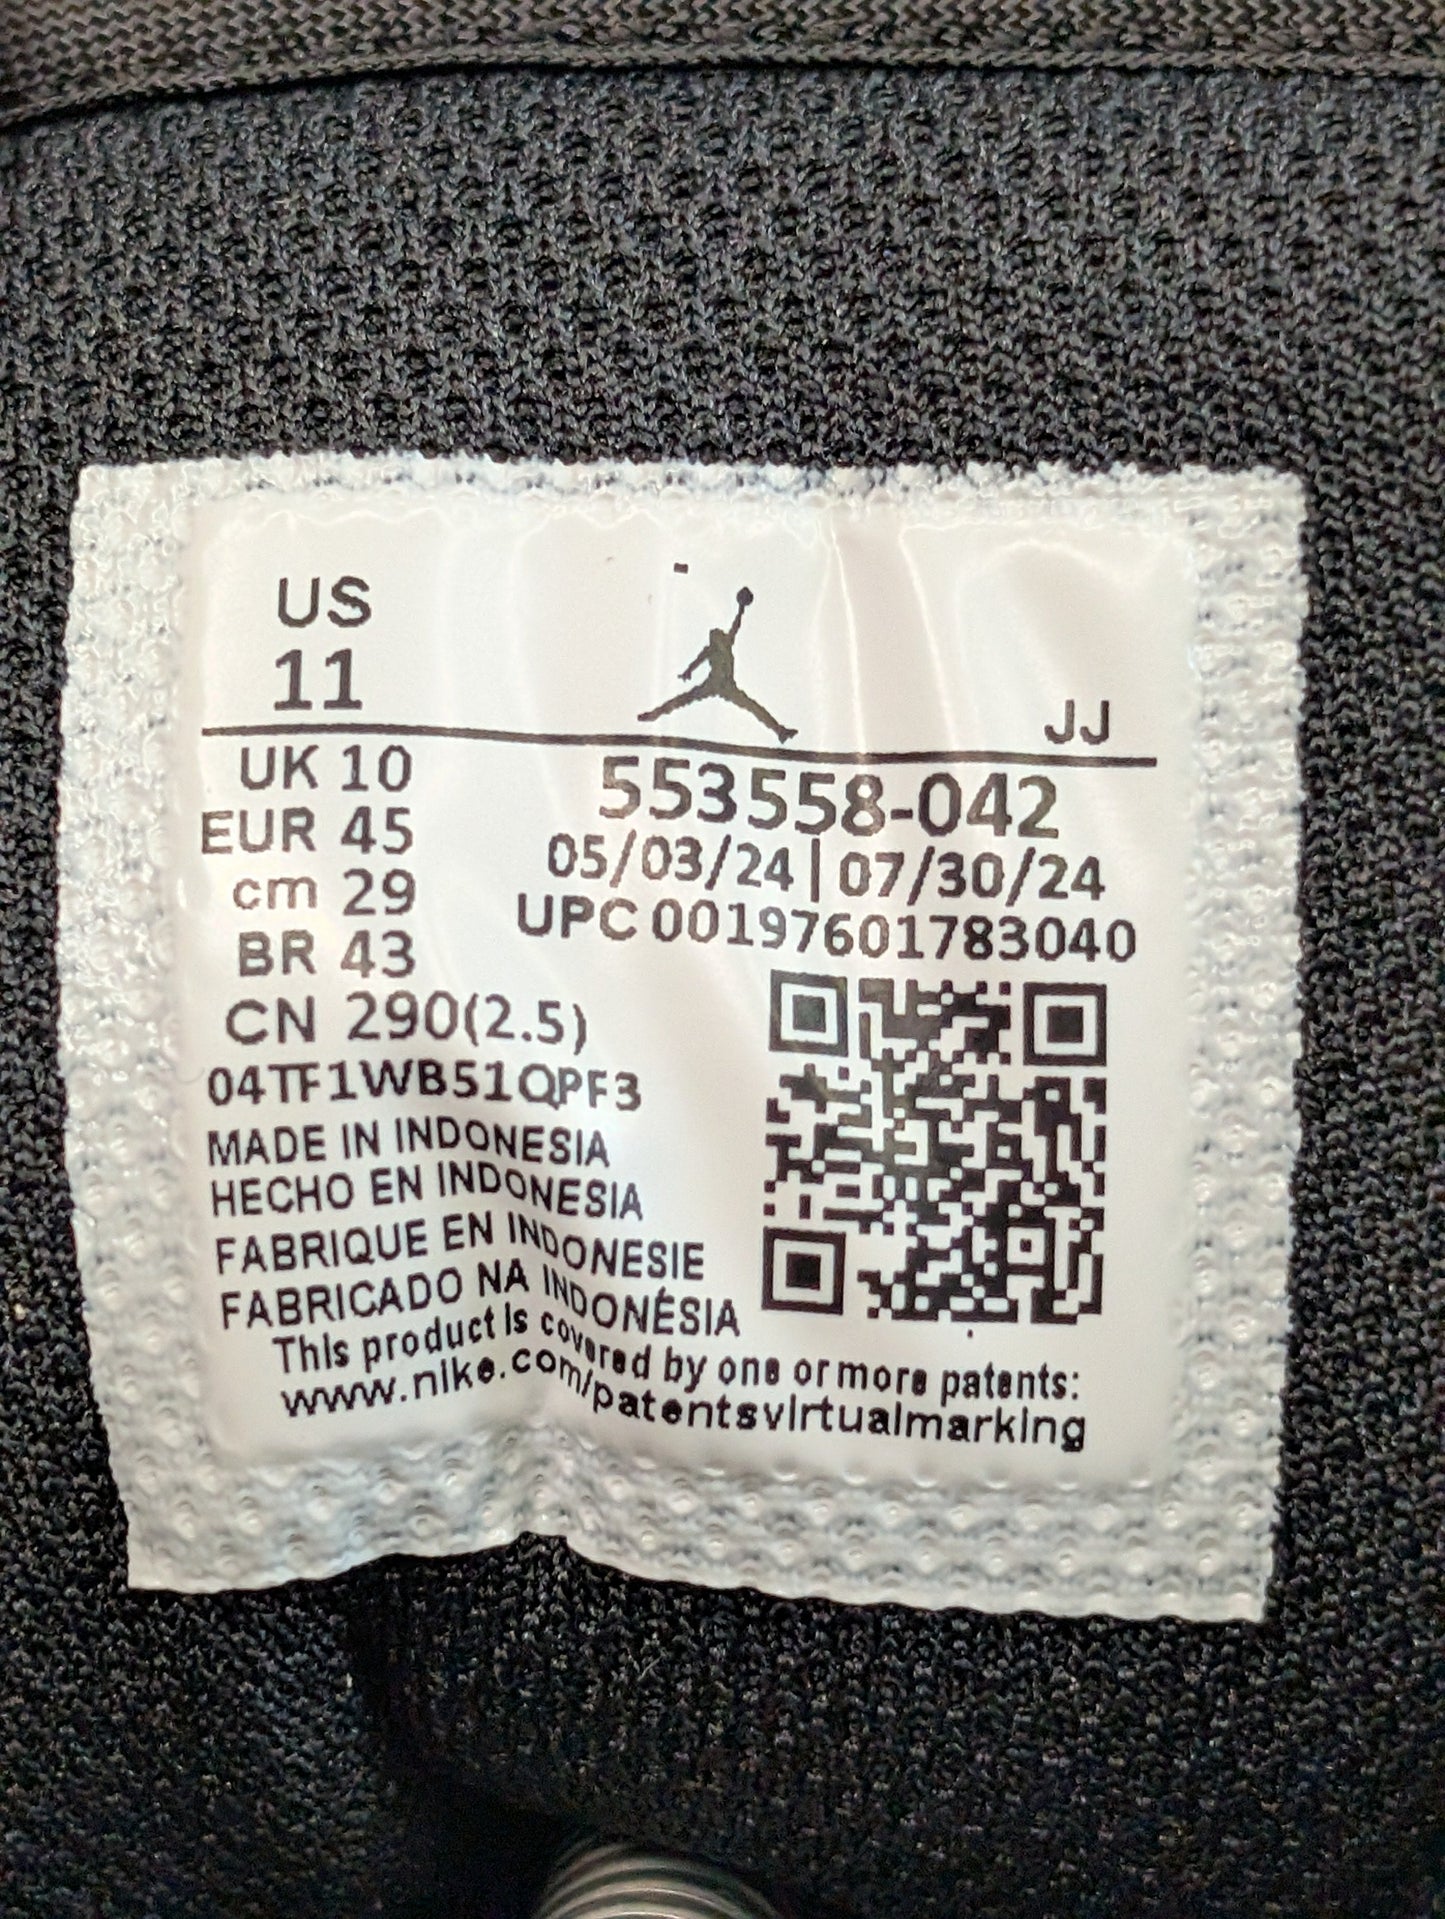 US
11
JJ
UK 10
EUR 45
cm 29
BR 43
CN 290(2.5)
553558-042
05/03/24|07/30/24
UPC 00197601783040
04TF1WB51QPF3
MADE IN INDONESIA
HECHO EN INDONESIA
FABRIQUE EN INDONESIE
FABRICADO NA INDONÉSIA
This product is covered by one or more patents:
www.nike.com/patentsvirtualmarking